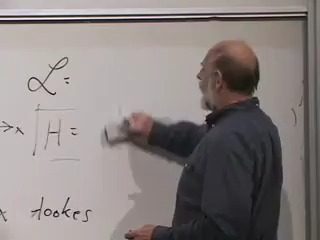 ℒ =
→ x H =
x Hookes